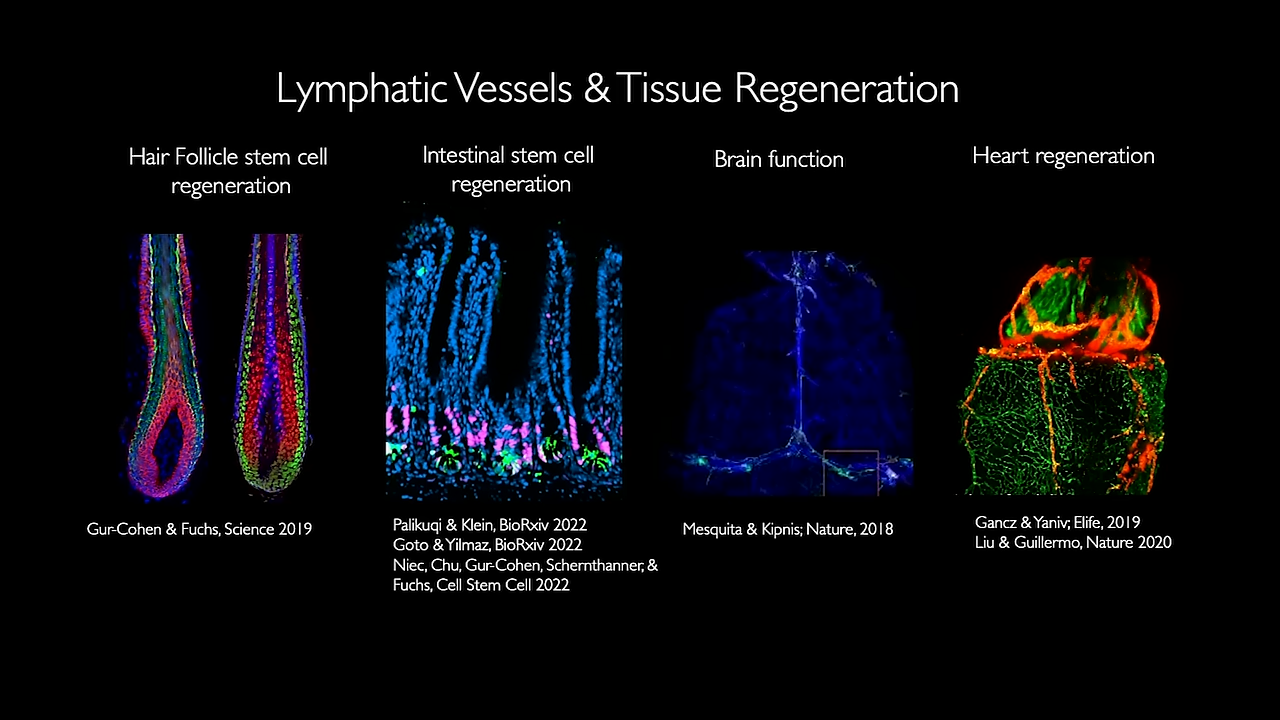 Lymphatic Vessels & Tissue Regeneration
Hair Follicle stem cell
regeneration
Intestinal stem cell
regeneration
Brain function
Heart regeneration
Gur-Cohen & Fuchs, Science 2019
Palikuqi & Klein, BioRxiv 2022
Goto & Yilmaz, BioRxiv 2022
Niec, Chu, Gur-Cohen, Schernthanner, &
Fuchs, Cell Stem Cell 2022
Mesquita & Kipnis; Nature, 2018
Gancz & Yaniv; Elife, 2019
Liu & Guillermo, Nature 2020